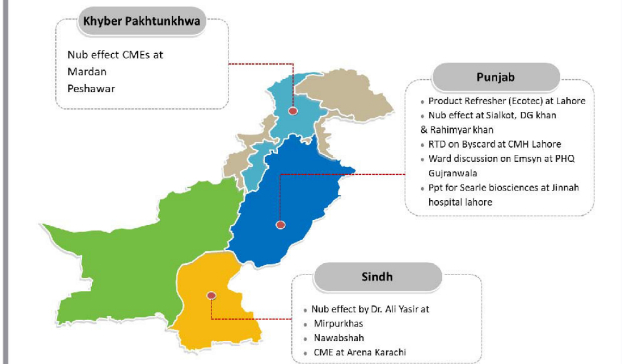 Khyber Pakhtunkhwa
Nub effect CMEs at
Mardan
Peshawar
Punjab
• Product Refresher (Ecotec) at Lahore
• Nub effect at Sialkot, DG khan
& Rahimyar khan
• RTD on Byscard at CMH Lahore
• Ward discussion on Emsyn at PHQ
Gujranwala
• Ppt for Searle biosciences at Jinnah
hospital lahore
Sindh
• Nub effect by Dr. Ali Yasir at
• Mirpurkhas
• Nawabshah
• CME at Arena Karachi